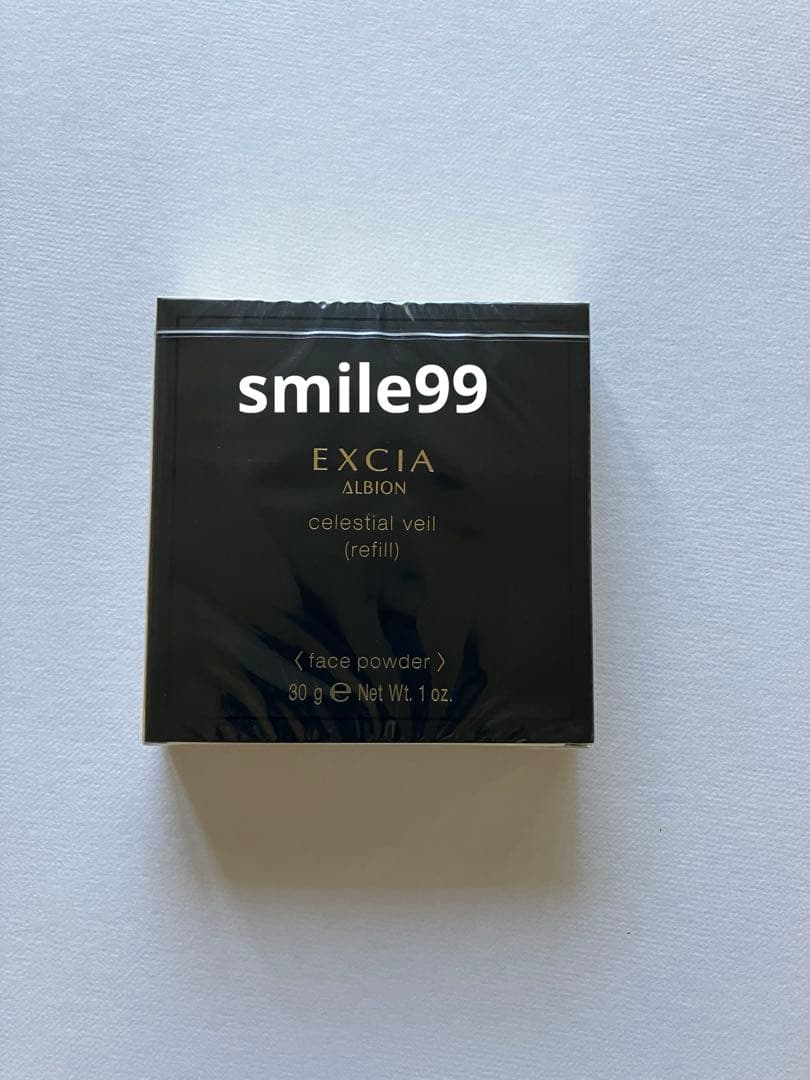 smile99
EXCIA
ALBION
celestial veil
(refill)
〈face powder〉
30 g ℮ Net Wt. 1 oz.